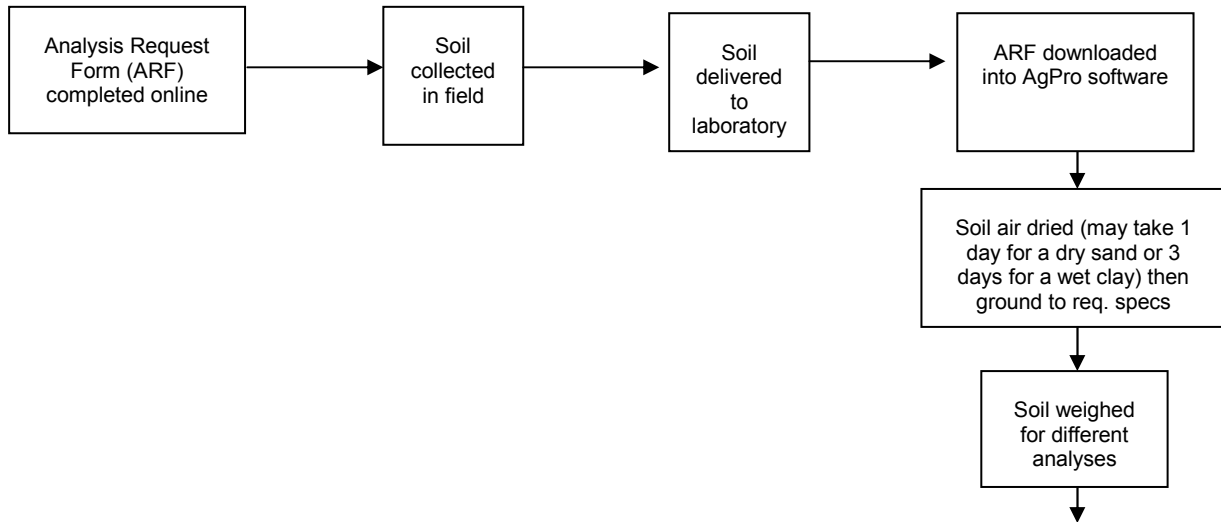 Analysis Request
Form (ARF)
completed online
Soil
collected
in field
Soil
delivered
to
laboratory
ARF downloaded
into AgPro software
Soil air dried (may take 1
day for a dry sand or 3
days for a wet clay) then
ground to req. specs
Soil weighed
for different
analyses